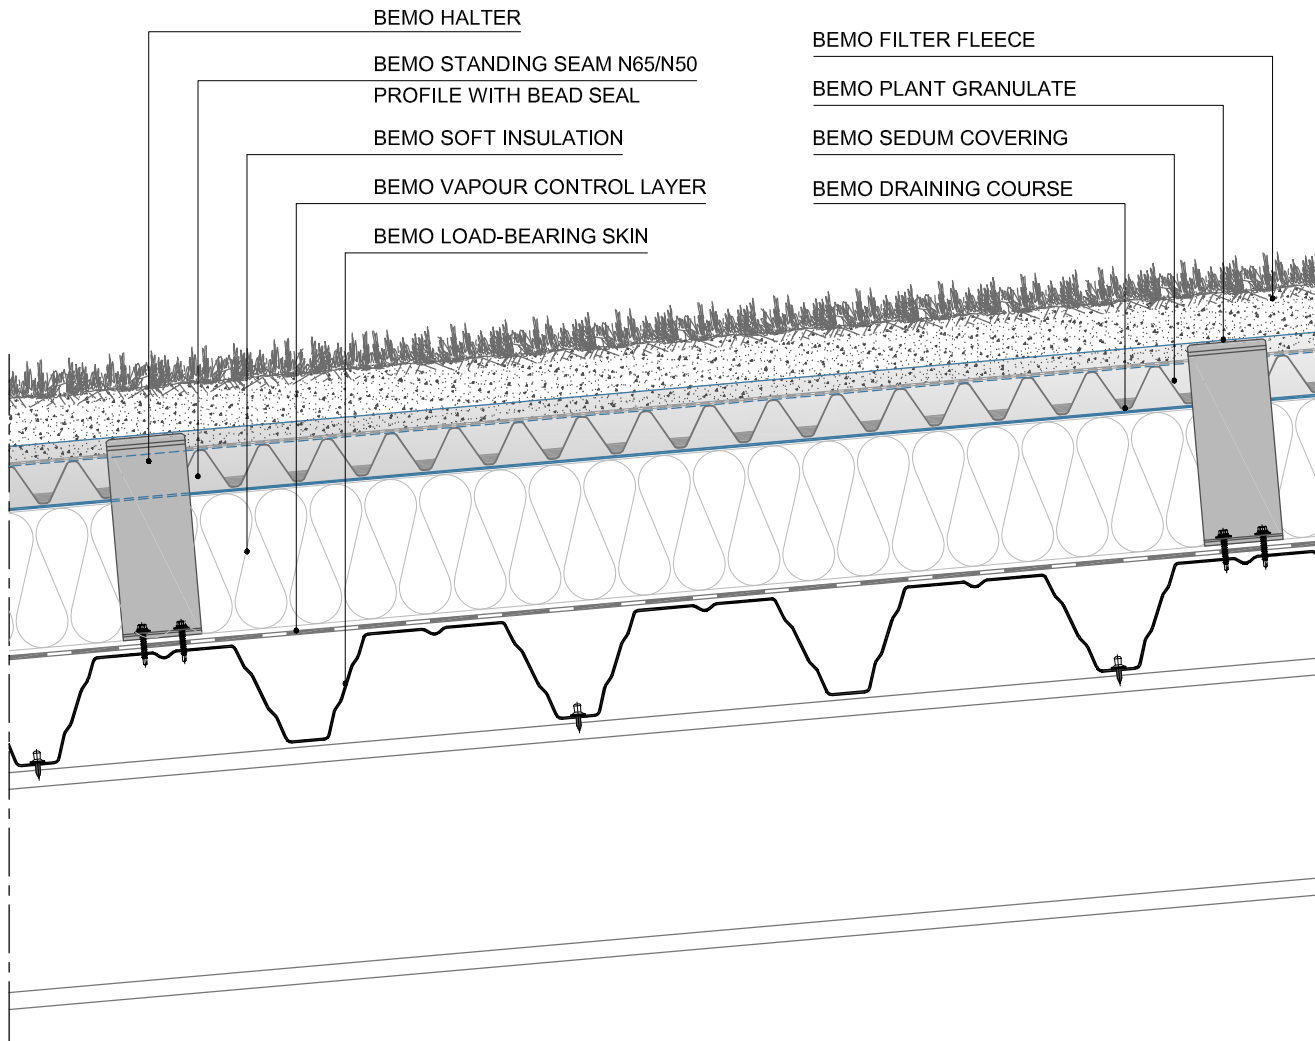 BEMO HALTER
BEMO STANDING SEAM N65/N50
PROFILE WITH BEAD SEAL
BEMO SOFT INSULATION
BEMO VAPOUR CONTROL LAYER
BEMO LOAD-BEARING SKIN
BEMO FILTER FLEECE
BEMO PLANT GRANULATE
BEMO SEDUM COVERING
BEMO DRAINING COURSE